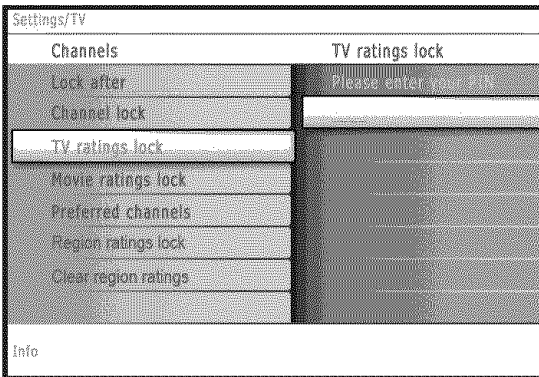 Settings/TV
Channels
TV ratings lock
Lock after
Please enter your PIN
Channel lock
TV ratings lock
Movie ratings lock
Preferred channels
Region ratings lock
Clear region ratings
Info